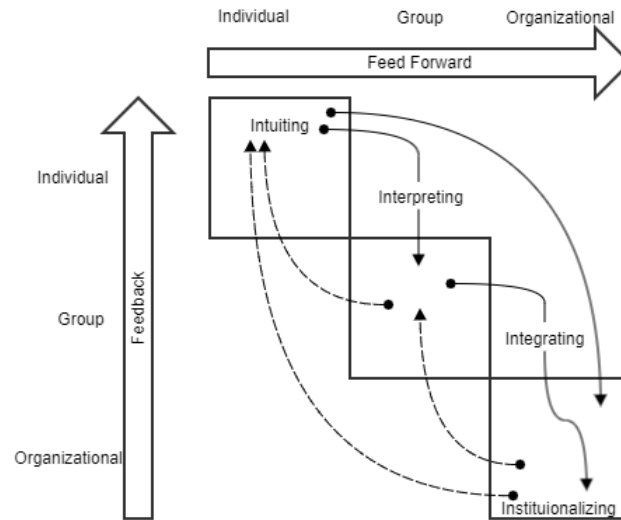 Individual
Group
Organizational
Feed Forward
Intuiting
Individual
Interpreting
Feedback
Group
Integrating
Organizational
Instituionalizing